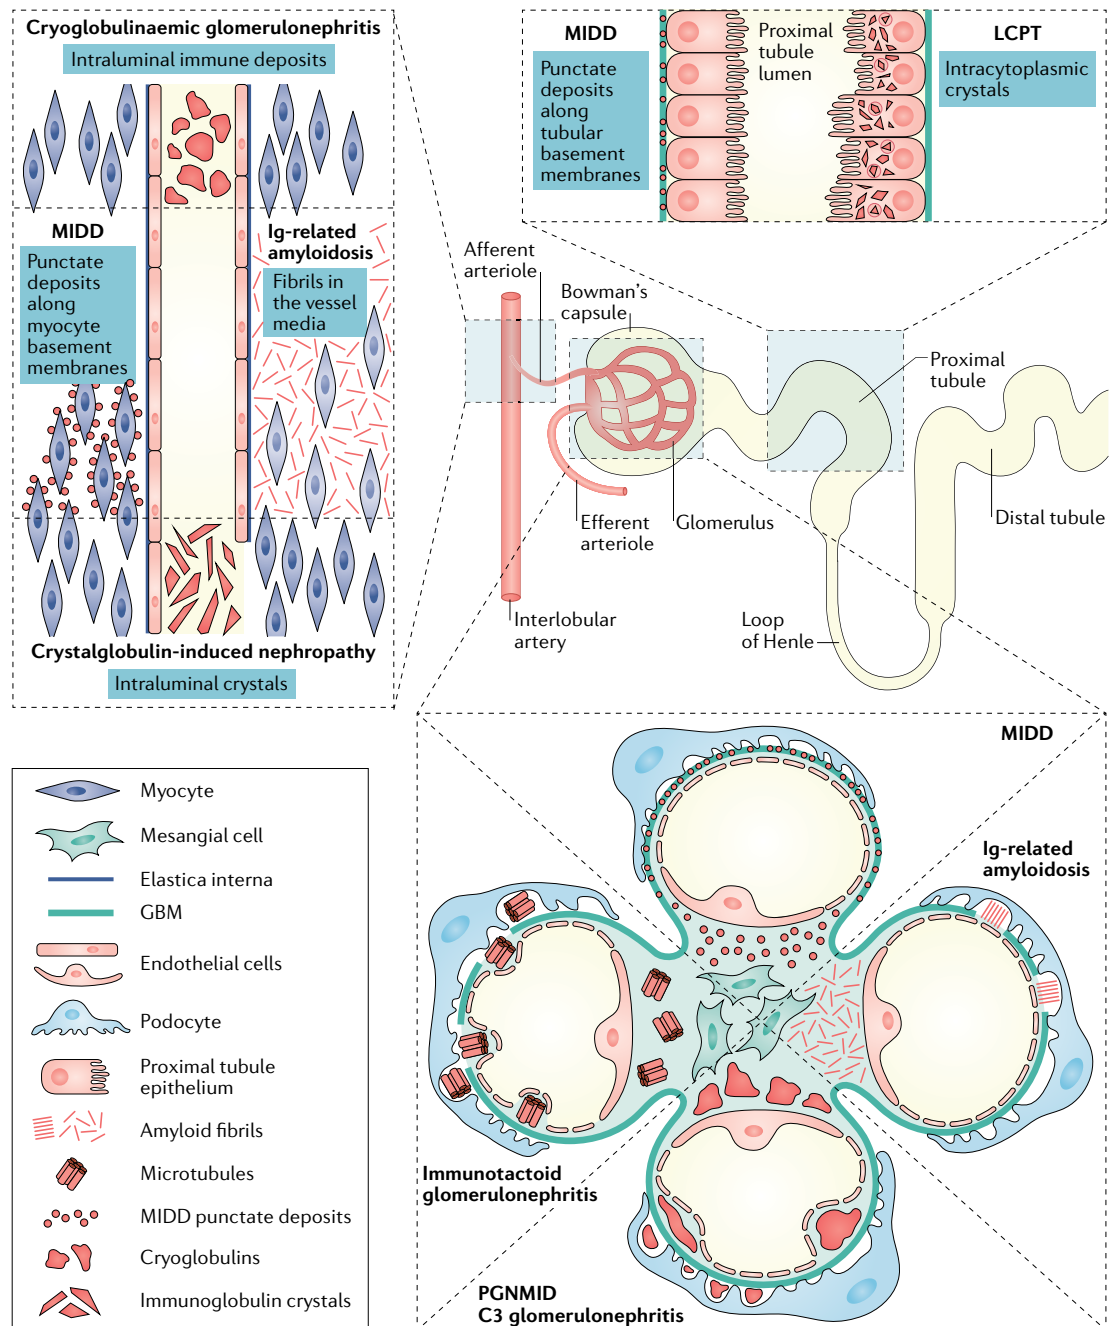 Cryoglobulinaemic glomerulonephritis
Intraluminal immune deposits
MIDD
Punctate
deposits
along
myocyte
basement
membranes
Ig-related
amyloidosis
Fibrils in
the vessel
media
Crystalglobulin-induced nephropathy
Intraluminal crystals
MIDD
Punctate
deposits
along
tubular
basement
membranes
Proximal
tubule
lumen
LCPT
Intracytoplasmic
crystals
Afferent
arteriole
Bowman's
capsule
Proximal
tubule
Efferent
arteriole
Glomerulus
Distal tubule
Interlobular
artery
Loop
of Henle
Myocyte
Mesangial cell
Elastica interna
GBM
Endothelial cells
Podocyte
Proximal tubule
epithelium
Amyloid fibrils
Microtubules
MIDD punctate deposits
Cryoglobulins
Immunoglobulin crystals
MIDD
Ig-related
amyloidosis
Immunotactoid
glomerulonephritis
PGNMID
C3 glomerulonephritis